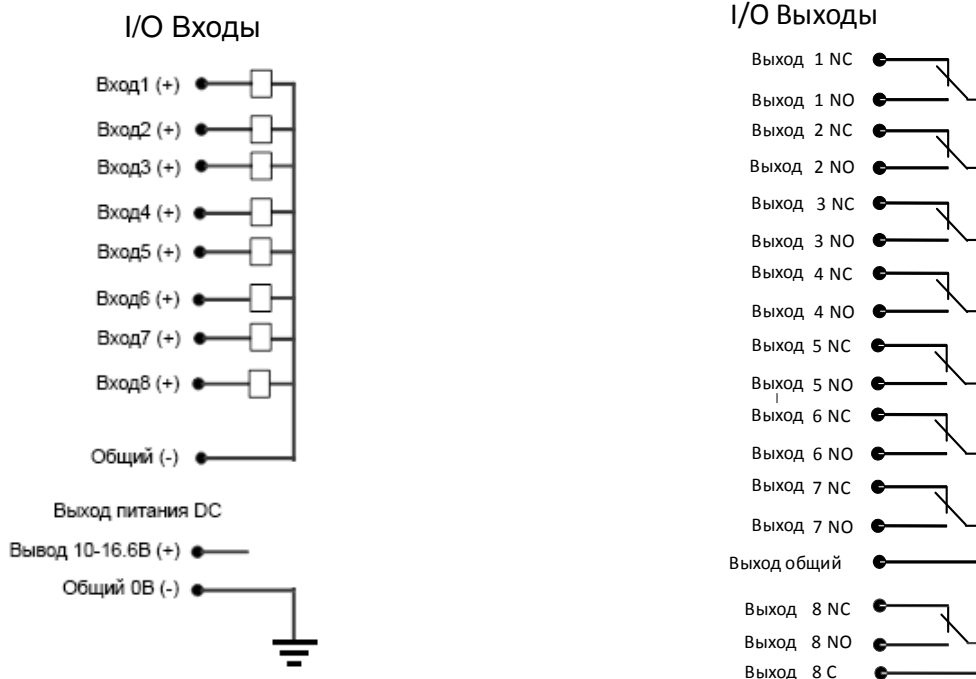 I/O Входы
Вход1 (+)
Вход2 (+)
Вход3 (+)
Вход4 (+)
Вход5 (+)
Вход6 (+)
Вход7 (+)
Вход8 (+)
Общий (-)
Выход питания DC
Вывод 10-16.6В (+)
Общий 0В (-)
I/O Выходы
Выход 1 NC
Выход 1 NO
Выход 2 NC
Выход 2 NO
Выход 3 NC
Выход 3 NO
Выход 4 NC
Выход 4 NO
Выход 5 NC
Выход 5 NO
Выход 6 NC
Выход 6 NO
Выход 7 NC
Выход 7 NO
Выход общий
Выход 8 NC
Выход 8 NO
Выход 8 C